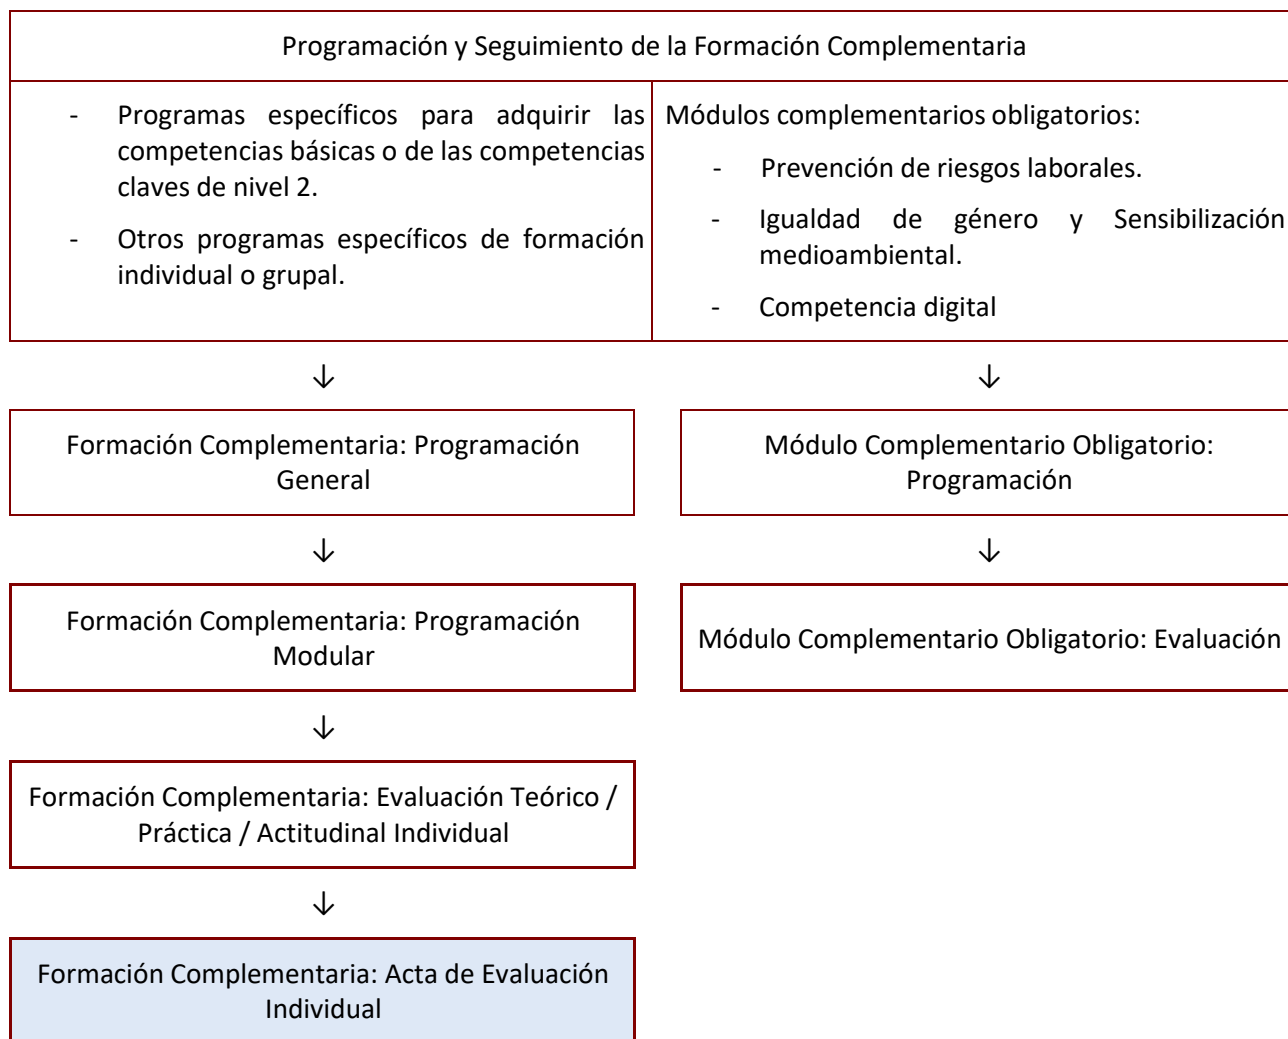 Programación y Seguimiento de la Formación Complementaria
- Programas específicos para adquirir las
competencias básicas o de las competencias
claves de nivel 2.
- Otros programas específicos de formación
individual o grupal.
Módulos complementarios obligatorios:
- Prevención de riesgos laborales.
- Igualdad de género y Sensibilización
medioambiental.
- Competencia digital
↓
↓
Formación Complementaria: Programación
General
Módulo Complementario Obligatorio:
Programación
↓
↓
Formación Complementaria: Programación
Modular
Módulo Complementario Obligatorio: Evaluación
↓
Formación Complementaria: Evaluación Teórico /
Práctica / Actitudinal Individual
↓
Formación Complementaria: Acta de Evaluación
Individual